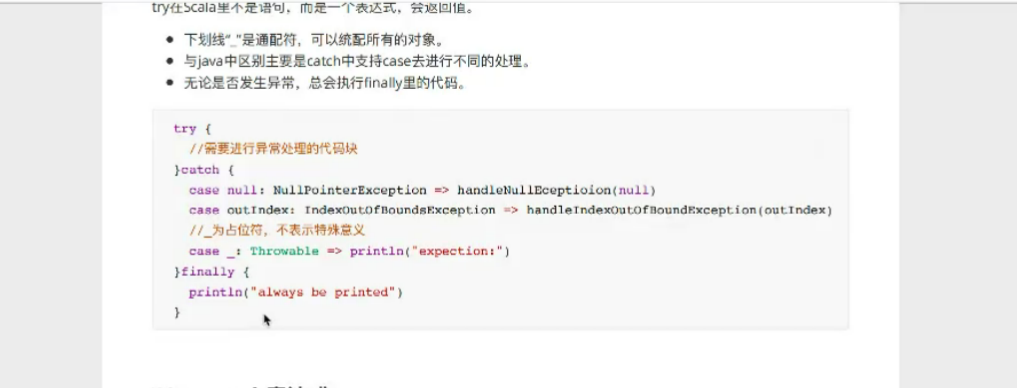 try在Scala里不是语句，而是一个表达式，会返回值。
下划线“_”是通配符，可以统配所有的对象。
与java中区别主要是catch中支持case去进行不同的处理。
无论是否发生异常，总会执行finally里的代码。
try {
//需要进行异常处理的代码块
}catch {
case null: NullPointerException => handleNullEceptioion(null)
case outIndex: IndexOutOfBoundsException => handleIndexOutOfBoundException(outIndex)
//_为占位符，不表示特殊意义
case _: Throwable => println("expection:")
}finally {
println("always be printed")
}